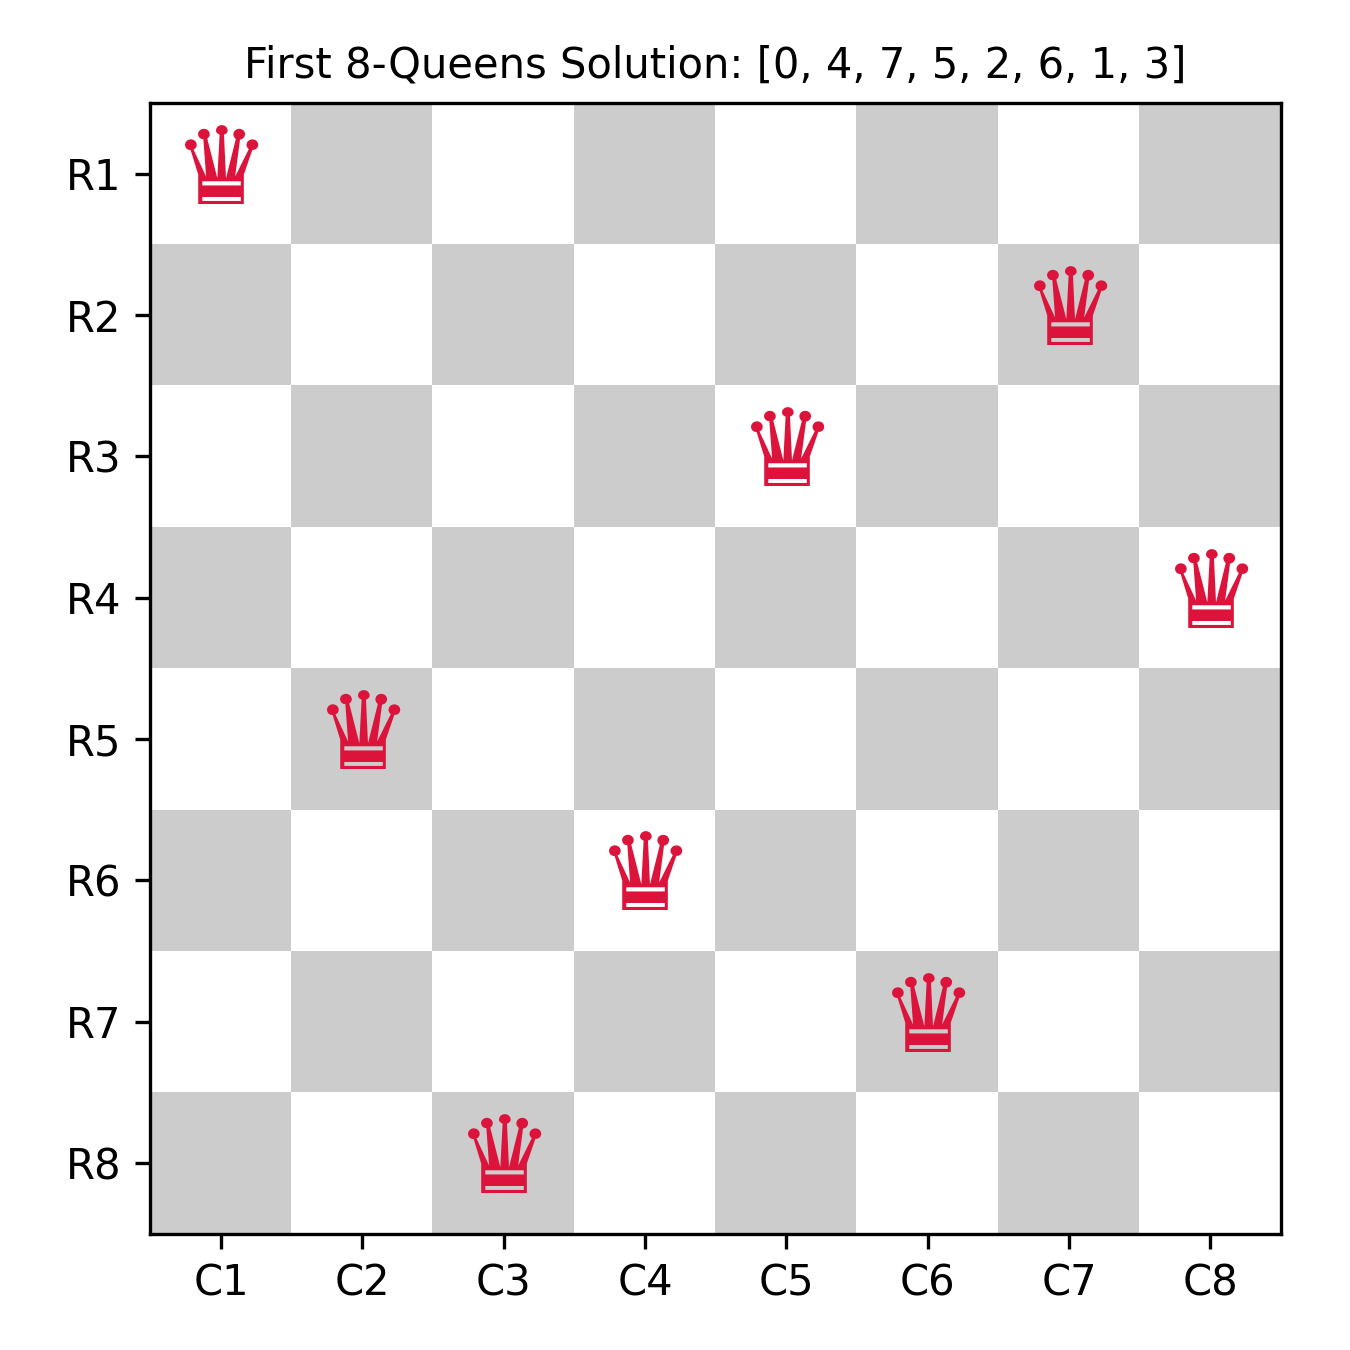 First 8-Queens Solution: [0, 4, 7, 5, 2, 6, 1, 3]
R1
R2
R3
R4
R5
R6
R7
R8
C1 C2 C3 C4 C5 C6 C7 C8